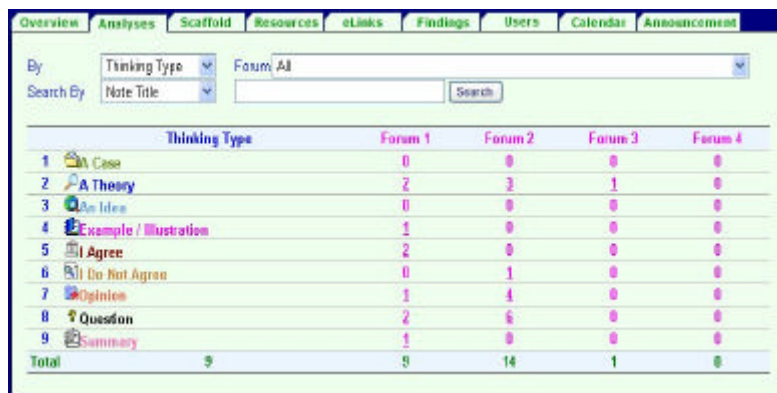 Overview Analyses Scaffold Resources eLinks Findings Users Calendar Announcement
By Thinking Type Forum All
Search By Note Title Search
Thinking Type Forum 1 Forum 2 Forum 3 Forum 4
1 A Case 0 0 0 0
2 A Theory 2 3 1 0
3 An Idea 0 0 0 0
4 Example / Illustration 1 0 0 0
5 I Agree 2 0 0 0
6 I Do Not Agree 0 1 0 0
7 Opinion 1 4 0 0
8 Question 2 6 0 0
9 Summary 1 0 0 0
Total 9 9 14 1 0